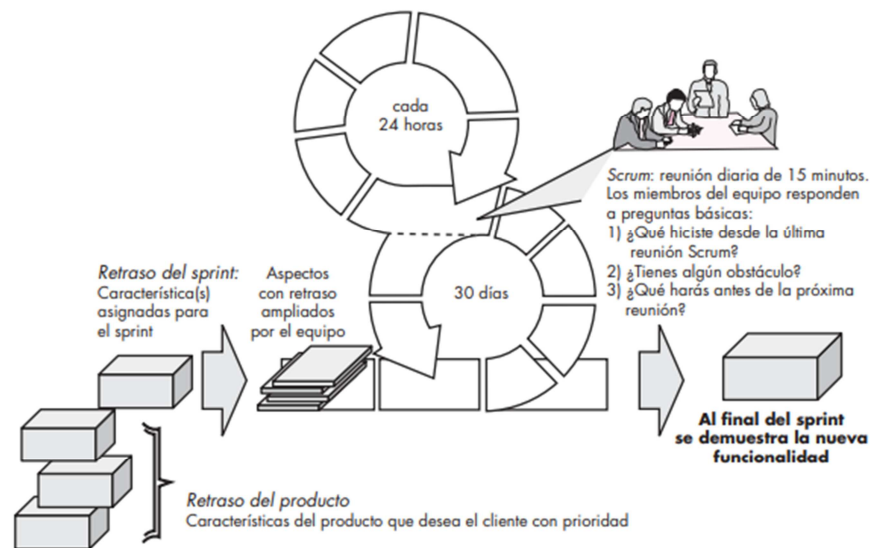 cada
24 horas
Scrum: reunión diaria de 15 minutos.
Los miembros del equipo responden
a preguntas básicas:
1) ¿Qué hiciste desde la última
reunión Scrum?
2) ¿Tienes algún obstáculo?
3) ¿Qué harás antes de la próxima
reunión?
Retraso del sprint:
Característica(s)
asignadas para
el sprint
Aspectos
con retraso
ampliados
por el equipo
30 días
Al final del sprint
se demuestra la nueva
funcionalidad
Retraso del producto
Características del producto que desea el cliente con prioridad